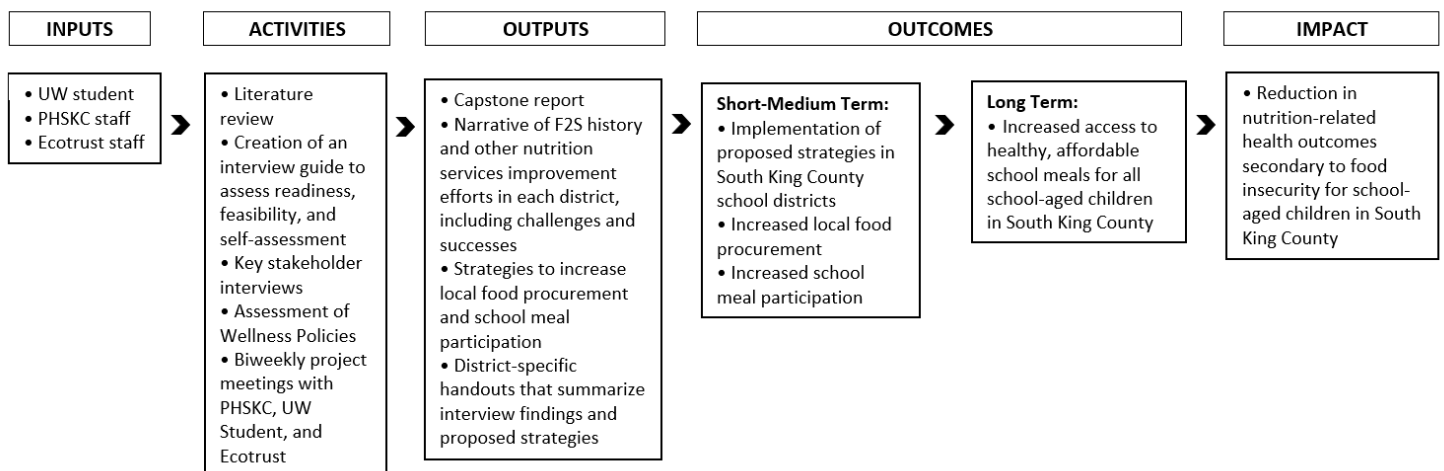 INPUTS
ACTIVITIES
OUTPUTS
OUTCOMES
IMPACT
• UW student
• PHSKC staff
• Ecotrust staff
• Literature
review
• Creation of an
interview guide to
assess readiness,
feasibility, and
self-assessment
• Key stakeholder
interviews
• Assessment of
Wellness Policies
• Biweekly project
meetings with
PHSKC, UW
Student, and
Ecotrust
• Capstone report
• Narrative of F2S history
and other nutrition
services improvement
efforts in each district,
including challenges and
successes
• Strategies to increase
local food procurement
and school meal
participation
• District-specific
handouts that summarize
interview findings and
proposed strategies
Short-Medium Term:
• Implementation of
proposed strategies in
South King County
school districts
• Increased local food
procurement
• Increased school
meal participation
Long Term:
• Increased access to
healthy, affordable
school meals for all
school-aged children
in South King County
• Reduction in
nutrition-related
health outcomes
secondary to food
insecurity for school-
aged children in South
King County